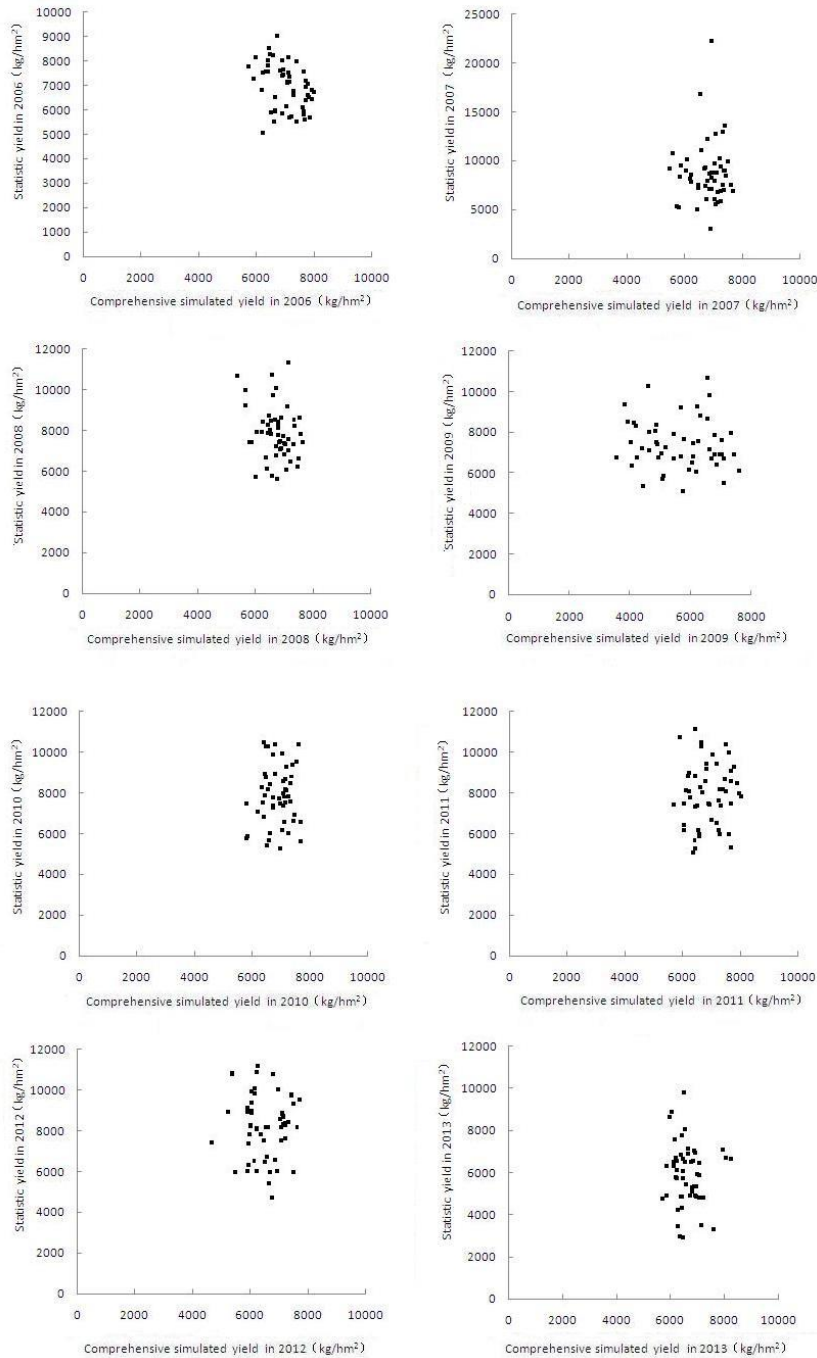 Statistic yield in 2006 (kg/hm²)
10000
9000
8000
7000
6000
5000
4000
3000
2000
1000
0
0 2000 4000 6000 8000 10000
Comprehensive simulated yield in 2006 (kg/hm²)
Statistic yield in 2007 (kg/hm²)
25000
20000
15000
10000
5000
0
0 2000 4000 6000 8000 10000
Comprehensive simulated yield in 2007 (kg/hm²)
Statistic yield in 2008 (kg/hm²)
12000
10000
8000
6000
4000
2000
0
0 2000 4000 6000 8000 10000
Comprehensive simulated yield in 2008 (kg/hm²)
Statistic yield in 2009 (kg/hm²)
12000
10000
8000
6000
4000
2000
0
0 2000 4000 6000 8000
Comprehensive simulated yield in 2009 (kg/hm²)
Statistic yield in 2010 (kg/hm²)
12000
10000
8000
6000
4000
2000
0
0 2000 4000 6000 8000 10000
Comprehensive simulated yield in 2010 (kg/hm²)
Statistic yield in 2011 (kg/hm²)
12000
10000
8000
6000
4000
2000
0
0 2000 4000 6000 8000 10000
Comprehensive simulated yield in 2011 (kg/hm²)
Statistic yield in 2012 (kg/hm²)
12000
10000
8000
6000
4000
2000
0
0 2000 4000 6000 8000 10000
Comprehensive simulated yield in 2012 (kg/hm²)
Statistic yield in 2013 (kg/hm²)
12000
10000
8000
6000
4000
2000
0
0 2000 4000 6000 8000 10000
Comprehensive simulated yield in 2013 (kg/hm²)